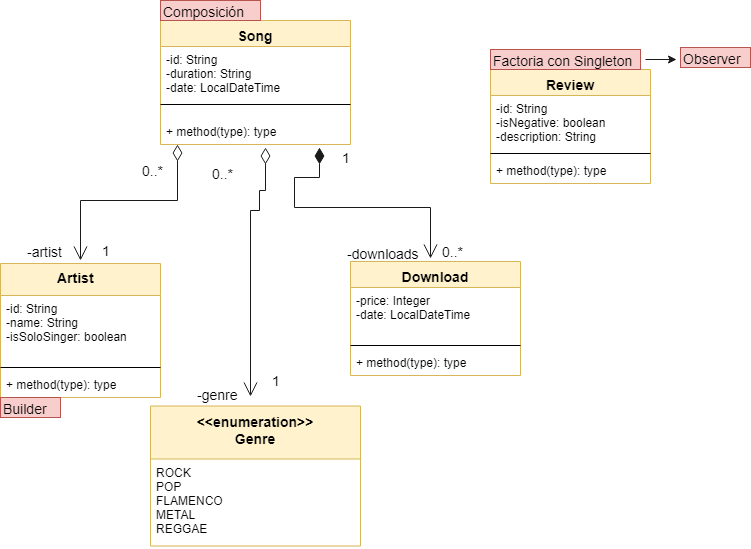 Composición
Song
-id: String
-duration: String
-date: LocalDateTime
+ method(type): type
Factoria con Singleton
Observer
Review
-id: String
-isNegative: boolean
-description: String
+ method(type): type
0..*
0..*
1
-artist
1
-downloads
0..*
Artist
-id: String
-name: String
-isSoloSinger: boolean
+ method(type): type
Builder
Download
-price: Integer
-date: LocalDateTime
+ method(type): type
-genre
1
<<enumeration>>
Genre
ROCK
POP
FLAMENCO
METAL
REGGAE